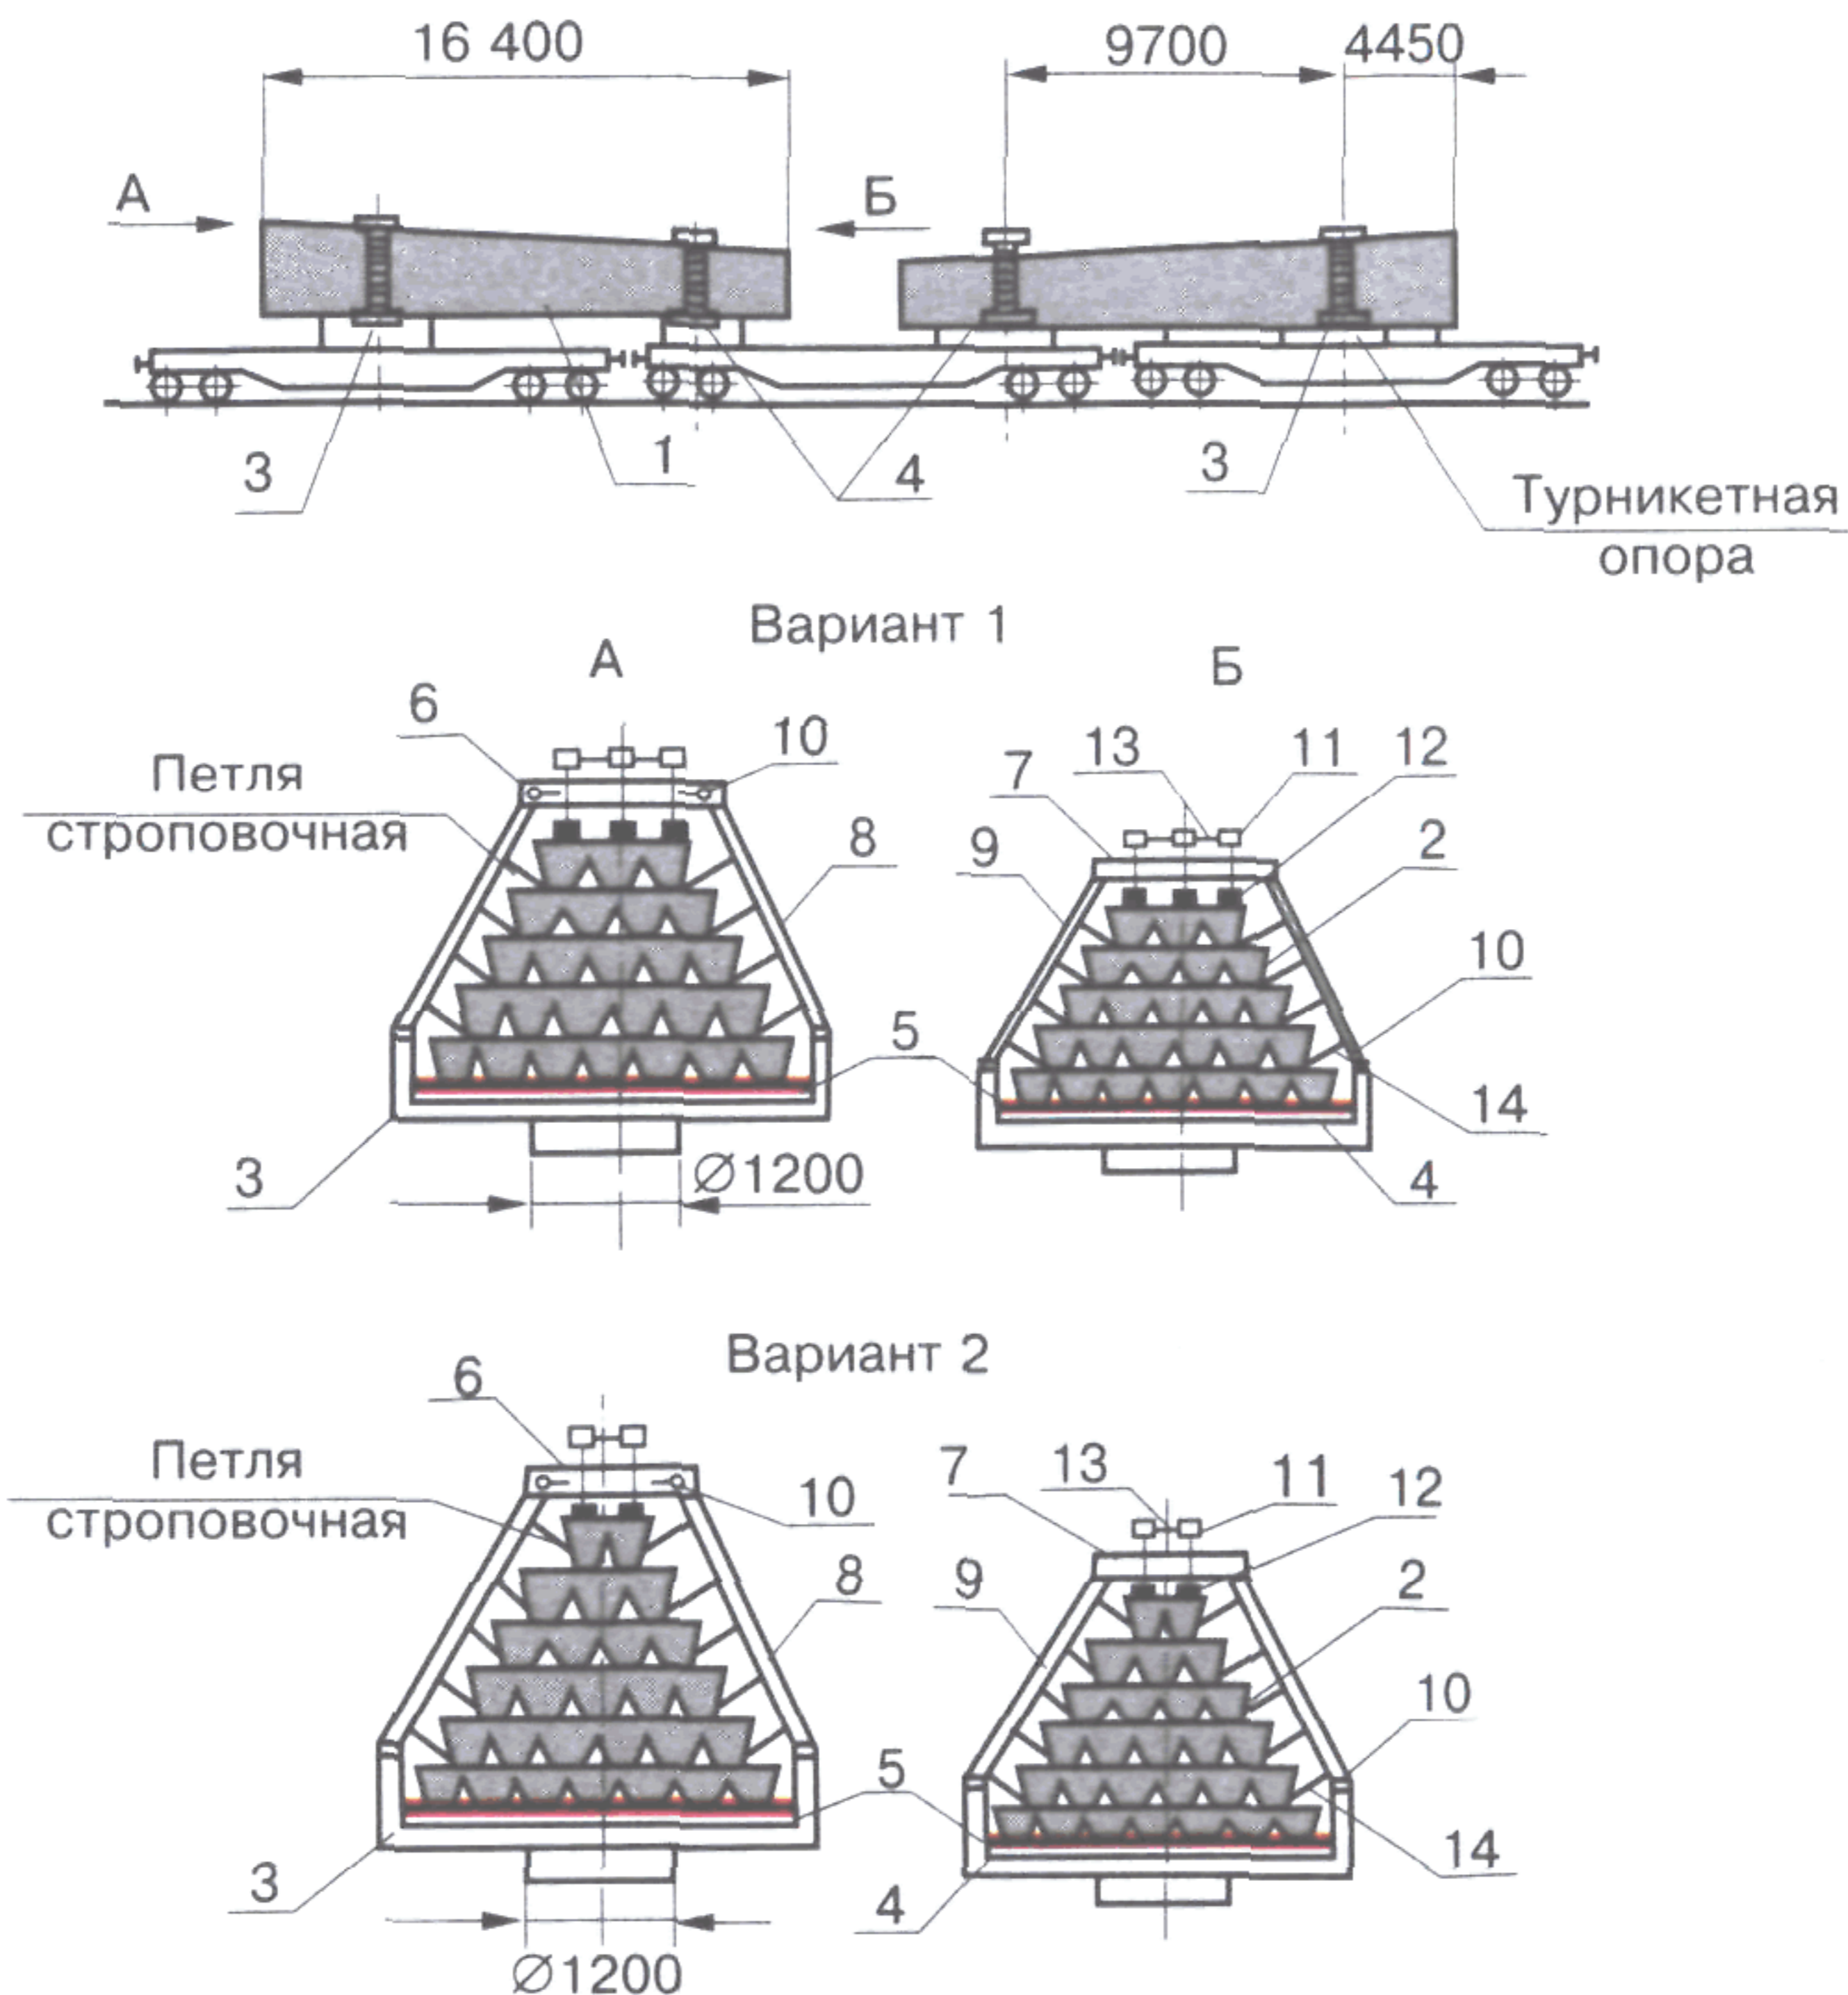 16 400
9700
4450
А
Б
3
1
4
3
Турникетная
опора
Вариант 1
А
Б
6
10
Петля
строповочная
8
13
11
12
7
9
2
10
5
14
3
Ø1200
4
Вариант 2
6
Петля
строповочная
10
8
7
13
11
12
9
2
10
5
14
3
4
Ø1200